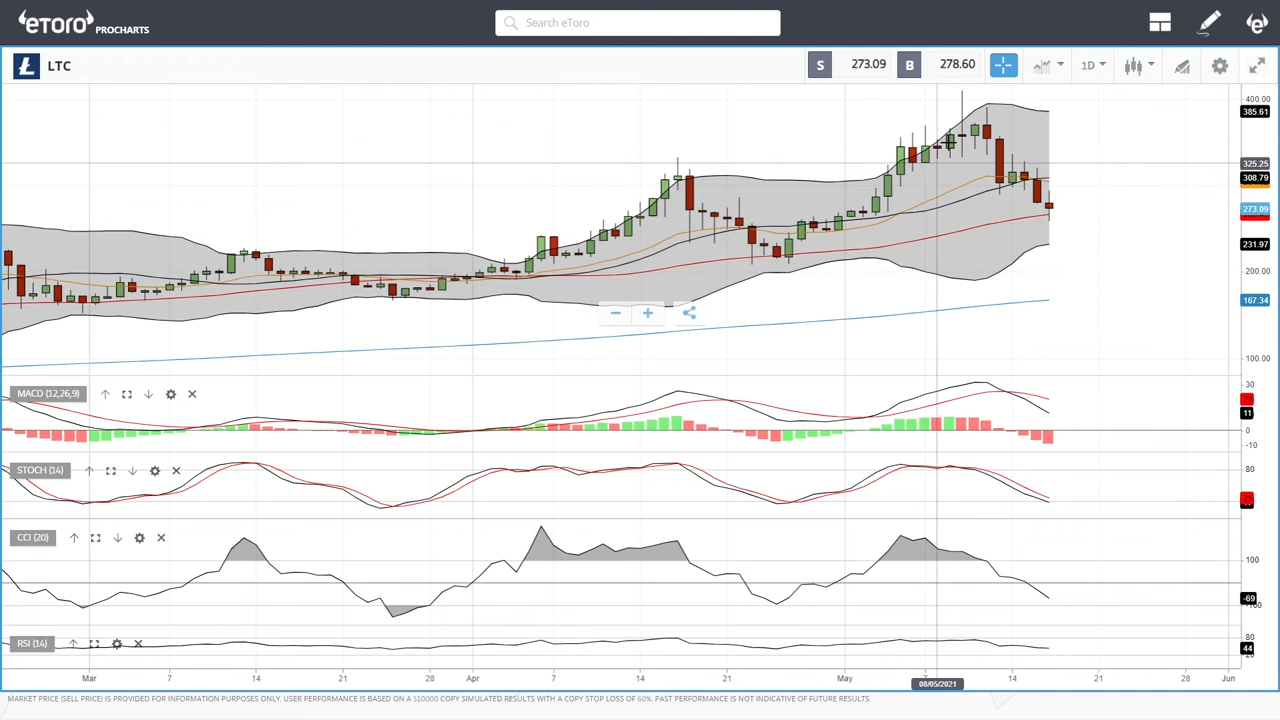 eToro PROCHARTS
Search eToro
LTC
S 273.09 B 278.60
1D
400.00
385.61
325.25
308.79
273.09
231.97
200.00
167.34
100.00
MACD (12,26,9)
30
11
0
-10
STOCH (14)
80
CCI (20)
100
-69
-100
RSI (14)
80
44
Mar 7 14 21 28 Apr 7 14 21 May 7 14 21 28 Jun
08/05/2021
MARKET PRICE (SELL PRICE) IS PROVIDED FOR INFORMATION PURPOSES ONLY. USER PERFORMANCE IS BASED ON A $10000 COPY SIMULATED RESULTS WITH A COPY STOP LOSS OF 60%. PAST PERFORMANCE IS NOT INDICATIVE OF FUTURE RESULTS.